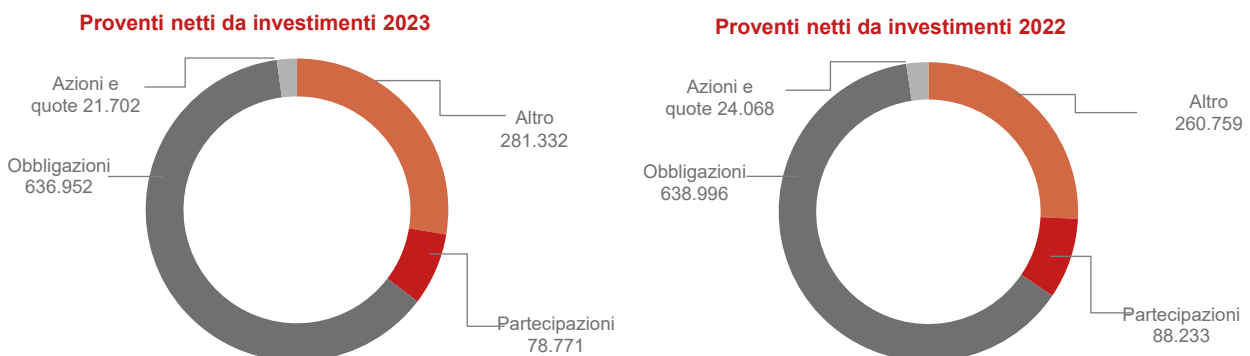 Proventi netti da investimenti 2023
Azioni e
quote 21.702
Altro
281.332
Obbligazioni
636.952
Partecipazioni
78.771
Proventi netti da investimenti 2022
Azioni e
quote 24.068
Altro
260.759
Obbligazioni
638.996
Partecipazioni
88.233